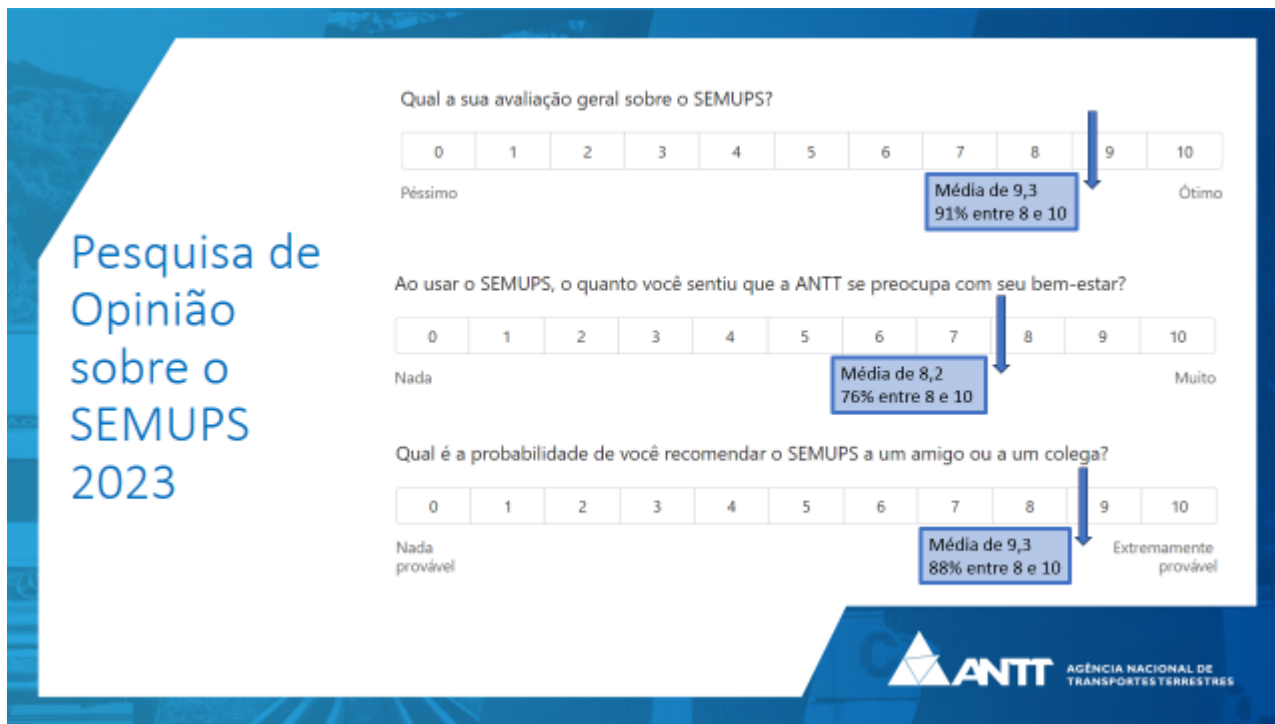 Pesquisa de
Opinião
sobre o
SEMUPS
2023
Qual a sua avaliação geral sobre o SEMUPS?
0 1 2 3 4 5 6 7 8 9 10
Péssimo Ótimo
Média de 9,3
91% entre 8 e 10
Ao usar o SEMUPS, o quanto você sentiu que a ANTT se preocupa com seu bem-estar?
0 1 2 3 4 5 6 7 8 9 10
Nada Muito
Média de 8,2
76% entre 8 e 10
Qual é a probabilidade de você recomendar o SEMUPS a um amigo ou a um colega?
0 1 2 3 4 5 6 7 8 9 10
Nada
provável
Extremamente
provável
Média de 9,3
88% entre 8 e 10
ANTT
AGÊNCIA NACIONAL DE
TRANSPORTES TERRESTRES